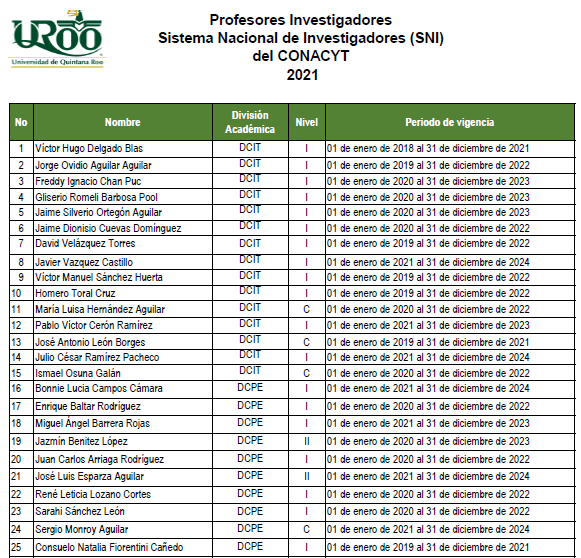 UROO
Universidad de Quintana Roo
Profesores Investigadores
Sistema Nacional de Investigadores (SNI)
del CONACYT
2021
No Nombre División Académica Nivel Periodo de vigencia
1 Víctor Hugo Delgado Blas DCIT I 01 de enero de 2018 al 31 de diciembre de 2021
2 Jorge Ovidio Aguilar Aguilar DCIT I 01 de enero de 2019 al 31 de diciembre de 2022
3 Freddy Ignacio Chan Puc DCIT I 01 de enero de 2020 al 31 de diciembre de 2023
4 Gliserio Romeli Barbosa Pool DCIT I 01 de enero de 2020 al 31 de diciembre de 2023
5 Jaime Silverio Ortegón Aguilar DCIT I 01 de enero de 2020 al 31 de diciembre de 2023
6 Jaime Dionisio Cuevas Domínguez DCIT I 01 de enero de 2020 al 31 de diciembre de 2022
7 David Velázquez Torres DCIT I 01 de enero de 2019 al 31 de diciembre de 2022
8 Javier Vazquez Castillo DCIT I 01 de enero de 2021 al 31 de diciembre de 2024
9 Víctor Manuel Sánchez Huerta DCIT I 01 de enero de 2020 al 31 de diciembre de 2022
10 Homero Toral Cruz DCIT I 01 de enero de 2019 al 31 de diciembre de 2022
11 María Luisa Hernández Aguilar DCIT C 01 de enero de 2020 al 31 de diciembre de 2022
12 Pablo Víctor Cerón Ramírez DCIT I 01 de enero de 2021 al 31 de diciembre de 2023
13 José Antonio León Borges DCIT C 01 de enero de 2019 al 31 de diciembre de 2021
14 Julio César Ramírez Pacheco DCIT I 01 de enero de 2021 al 31 de diciembre de 2024
15 Ismael Osuna Galán DCIT C 01 de enero de 2020 al 31 de diciembre de 2022
16 Bonnie Lucia Campos Cámara DCPE I 01 de enero de 2021 al 31 de diciembre de 2024
17 Enrique Baltar Rodríguez DCPE I 01 de enero de 2020 al 31 de diciembre de 2022
18 Miguel Ángel Barrera Rojas DCPE I 01 de enero de 2021 al 31 de diciembre de 2023
19 Jazmín Benitez López DCPE II 01 de enero de 2020 al 31 de diciembre de 2023
20 Juan Carlos Arriaga Rodríguez DCPE I 01 de enero de 2020 al 31 de diciembre de 2022
21 José Luis Esparza Aguilar DCPE II 01 de enero de 2021 al 31 de diciembre de 2024
22 René Leticia Lozano Cortes DCPE I 01 de enero de 2020 al 31 de diciembre de 2022
23 Sarahi Sánchez León DCPE I 01 de enero de 2020 al 31 de diciembre de 2022
24 Sergio Monroy Aguilar DCPE C 01 de enero de 2021 al 31 de diciembre de 2024
25 Consuelo Natalia Fiorentini Cañedo DCPE I 01 de enero de 2019 al 31 de diciembre de 2021